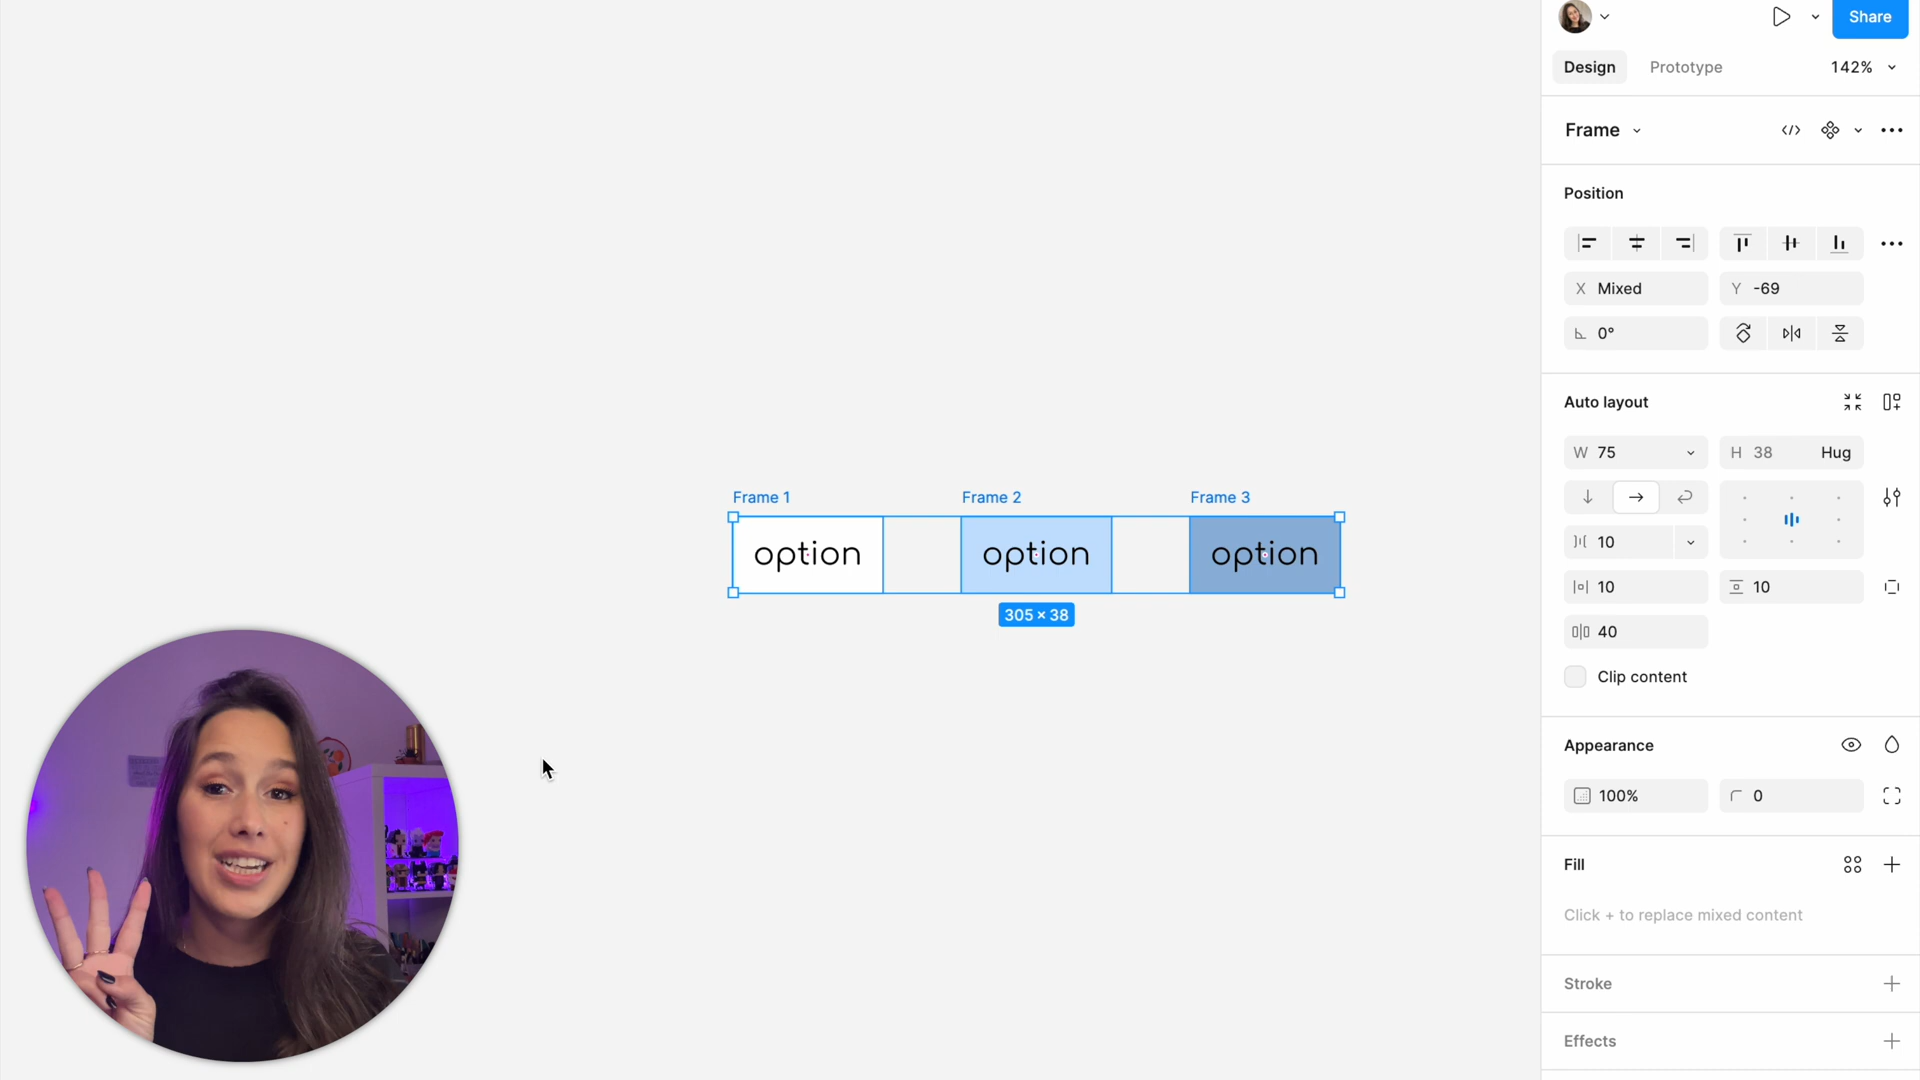 Share
Design Prototype 142%
Frame
Position
X Mixed Y -69
0°
Auto layout
W 75 H 38 Hug
10
10 10
40
Clip content
Appearance
100% 0
Fill
Click + to replace mixed content
Stroke
Effects
Frame 1 Frame 2 Frame 3
option option option
305 × 38